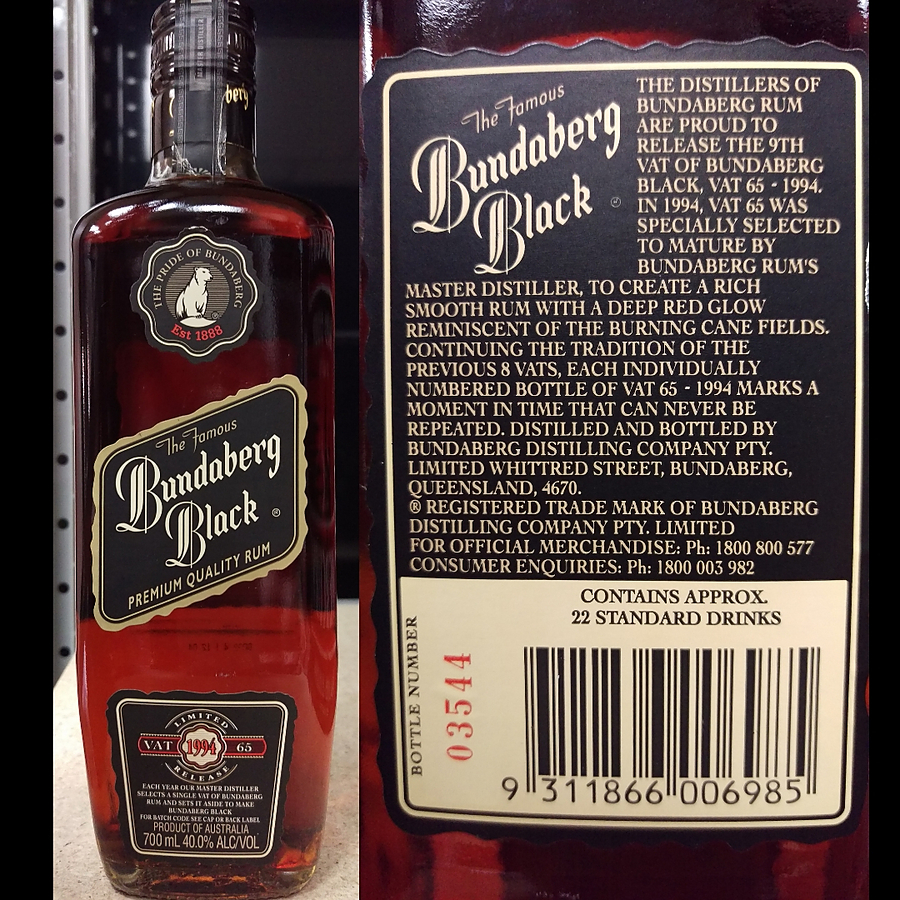 berg
MASTER DISTILLER
THE PRIDE OF BUNDABERG
Est 1888
The Famous
Bundaberg
Black ®
PREMIUM QUALITY RUM
LIMITED
VAT 1994 65
RELEASE
EACH YEAR OUR MASTER DISTILLER
SELECTS A SINGLE VAT OF BUNDABERG
RUM AND SETS IT ASIDE TO MAKE
BUNDABERG BLACK
FOR BATCH CODE SEE CAP OR BACK LABEL
PRODUCT OF AUSTRALIA
700 mL 40.0% ALC/VOL
The Famous
Bundaberg
Black ®
THE DISTILLERS OF
BUNDABERG RUM
ARE PROUD TO
RELEASE THE 9TH
VAT OF BUNDABERG
BLACK, VAT 65 - 1994.
IN 1994, VAT 65 WAS
SPECIALLY SELECTED
TO MATURE BY
BUNDABERG RUM'S
MASTER DISTILLER, TO CREATE A RICH
SMOOTH RUM WITH A DEEP RED GLOW
REMINISCENT OF THE BURNING CANE FIELDS.
CONTINUING THE TRADITION OF THE
PREVIOUS 8 VATS, EACH INDIVIDUALLY
NUMBERED BOTTLE OF VAT 65 - 1994 MARKS A
MOMENT IN TIME THAT CAN NEVER BE
REPEATED. DISTILLED AND BOTTLED BY
BUNDABERG DISTILLING COMPANY PTY.
LIMITED WHITTRED STREET, BUNDABERG,
QUEENSLAND, 4670.
® REGISTERED TRADE MARK OF BUNDABERG
DISTILLING COMPANY PTY. LIMITED
FOR OFFICIAL MERCHANDISE: Ph: 1800 800 577
CONSUMER ENQUIRIES: Ph: 1800 003 982
CONTAINS APPROX.
22 STANDARD DRINKS
BOTTLE NUMBER
03544
9 311866 006985